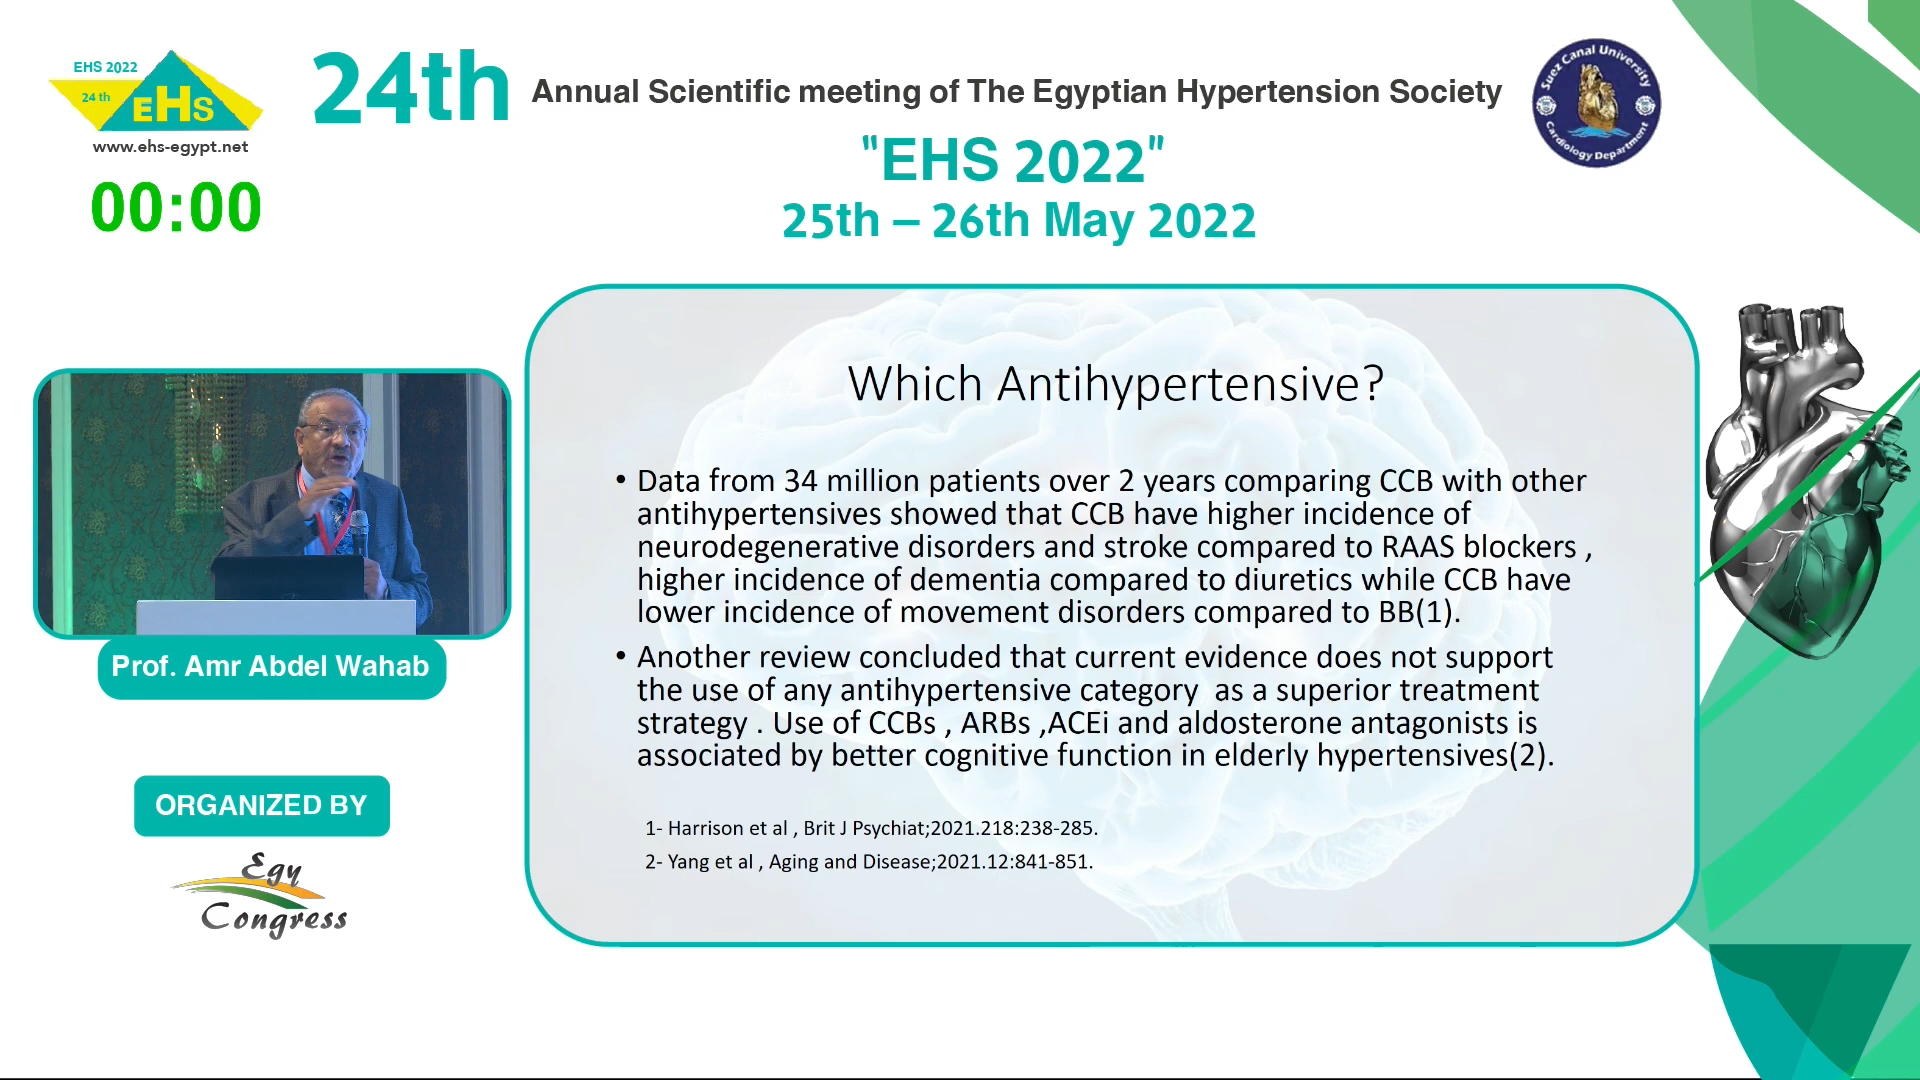 EHS 2022
24 th
EHS
www.ehs-egypt.net
00:00
24th Annual Scientific meeting of The Egyptian Hypertension Society
"EHS 2022"
25th – 26th May 2022
Suez Canal University
Cardiology Department
Prof. Amr Abdel Wahab
ORGANIZED BY
Egy
Congress
Which Antihypertensive?
• Data from 34 million patients over 2 years comparing CCB with other
antihypertensives showed that CCB have higher incidence of
neurodegenerative disorders and stroke compared to RAAS blockers ,
higher incidence of dementia compared to diuretics while CCB have
lower incidence of movement disorders compared to BB(1).
• Another review concluded that current evidence does not support
the use of any antihypertensive category  as a superior treatment
strategy . Use of CCBs , ARBs ,ACEi and aldosterone antagonists is
associated by better cognitive function in elderly hypertensives(2).
1- Harrison et al , Brit J Psychiat;2021.218:238-285.
2- Yang et al , Aging and Disease;2021.12:841-851.